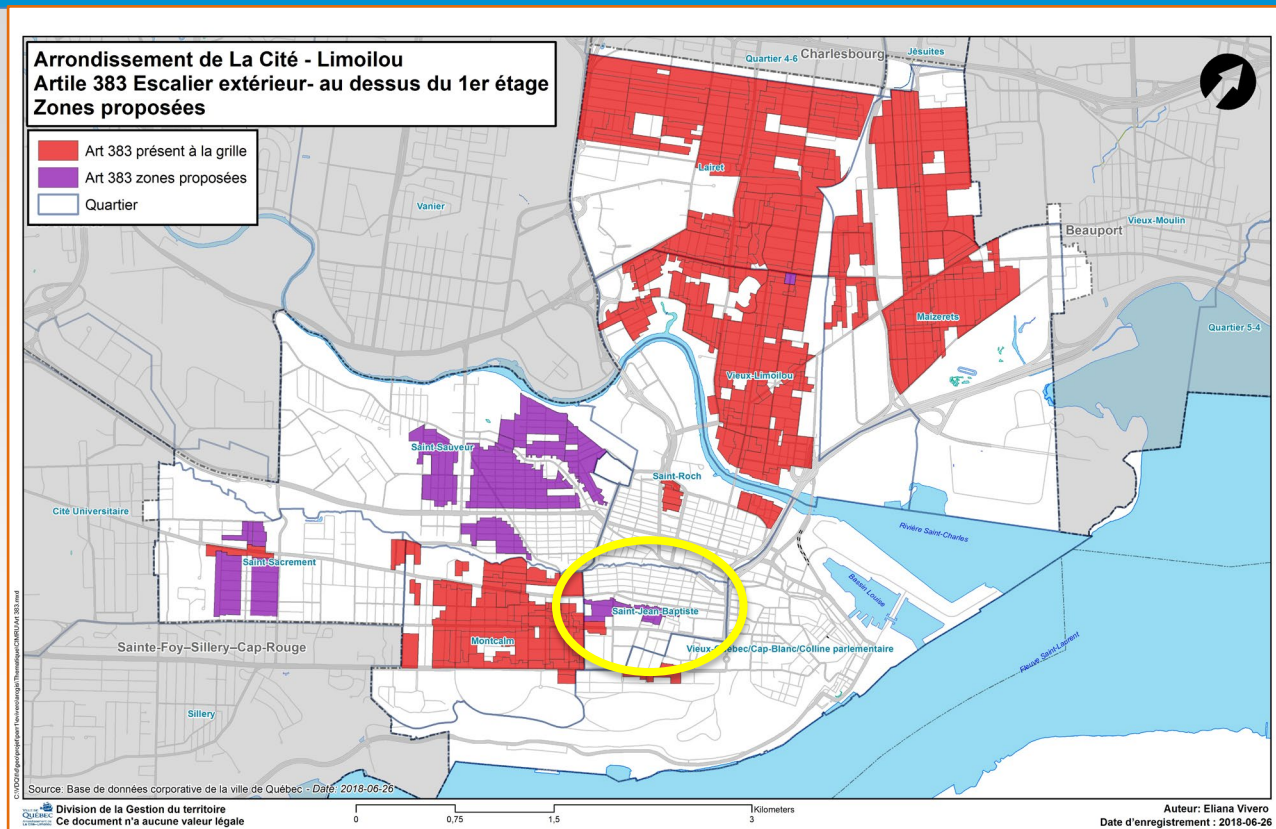 Arrondissement de La Cité - Limoilou
Artile 383 Escalier extérieur- au dessus du 1er étage
Zones proposées
Art 383 présent à la grille
Art 383 zones proposées
Quartier
Quartier 4-6
Charlesbourg
Jésuites
Lairet
Vanier
Vieux-Moulin
Beauport
Maizerets
Quartier 5-4
Vieux-Limoilou
Saint-Sauveur
Saint-Roch
Cité Universitaire
Rivière Saint-Charles
Saint-Sacrement
Bassin Louise
Saint-Jean-Baptiste
Montcalm
Sainte-Foy–Sillery–Cap-Rouge
Vieux-Québec/Cap-Blanc/Colline parlementaire
Fleuve Saint-Laurent
Sillery
Source: Base de données corporative de la ville de Québec - Date: 2018-06-26
Division de la Gestion du territoire
Ce document n'a aucune valeur légale
0
0,75
1,5
3
Kilometers
Auteur: Eliana Vivero
Date d'enregistrement : 2018-06-26
VILLE DE
QUÉBEC